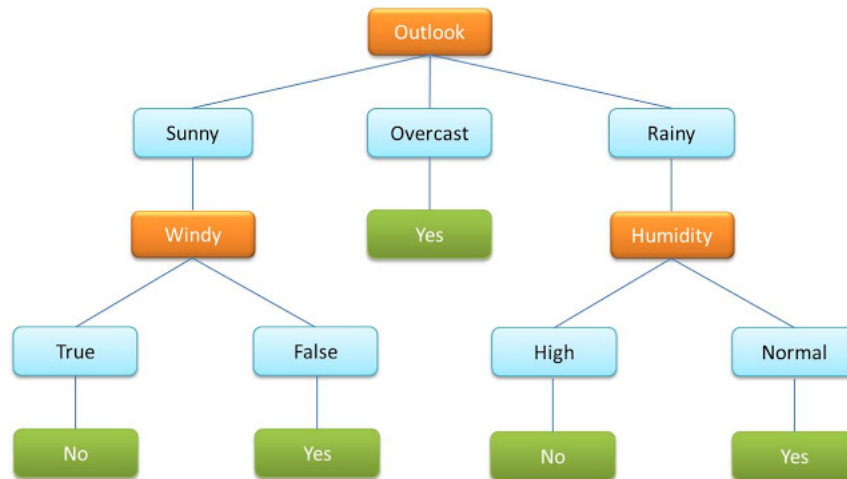 Outlook
Sunny
Overcast
Rainy
Windy
Yes
Humidity
True
False
High
Normal
No
Yes
No
Yes